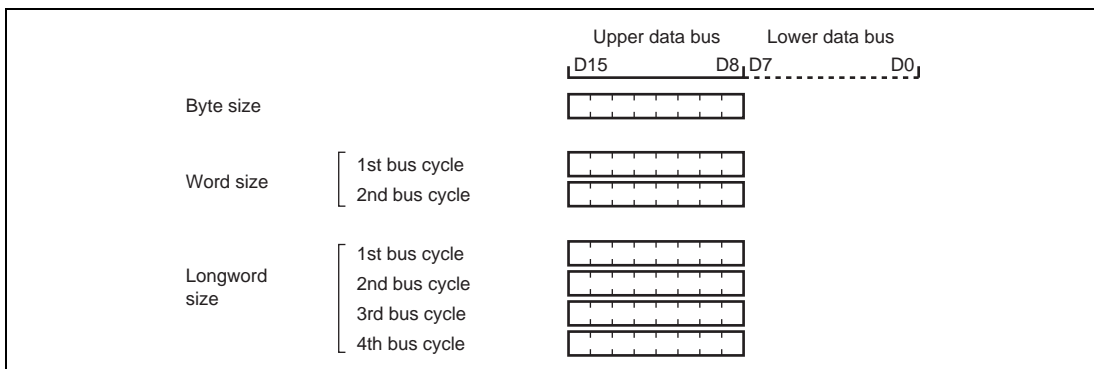 Upper data bus Lower data bus
D15 D8 D7 D0
Byte size
Word size
1st bus cycle
2nd bus cycle
Longword
size
1st bus cycle
2nd bus cycle
3rd bus cycle
4th bus cycle